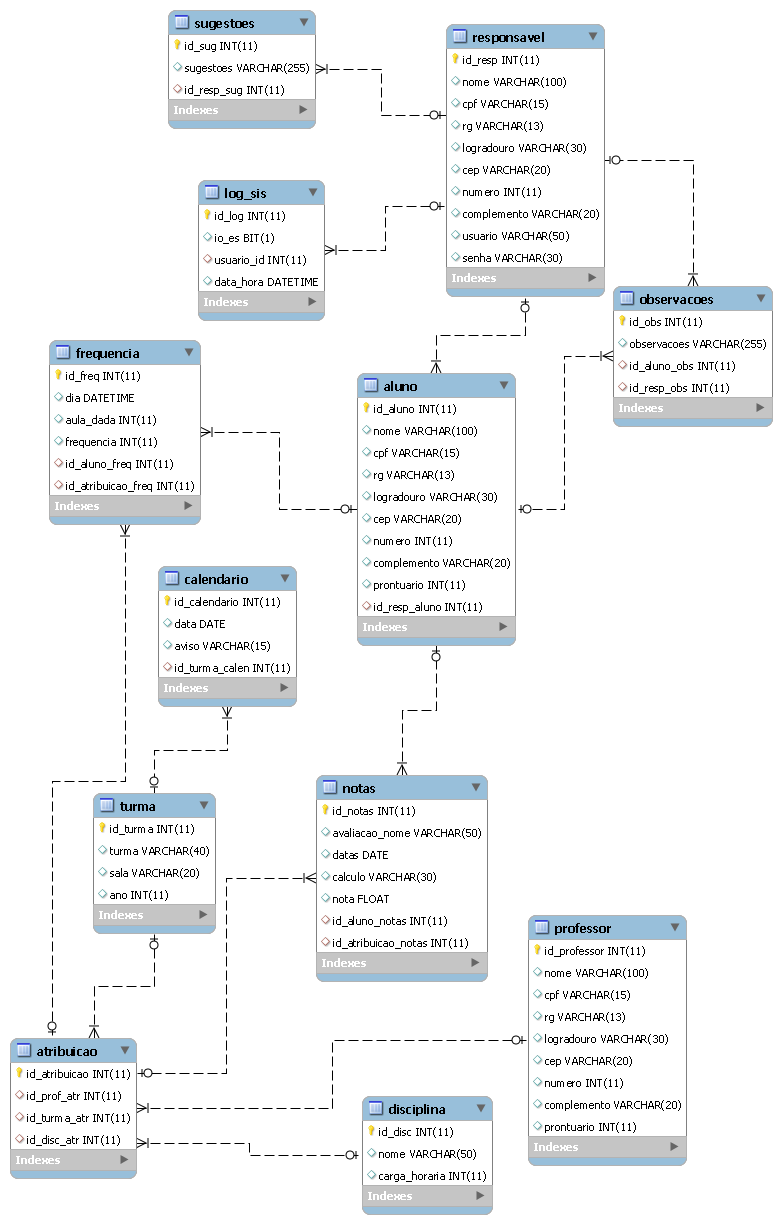 sugestoes
id_sug INT(11)
sugestoes VARCHAR(255)
id_resp_sug INT(11)
Indexes
responsavel
id_resp INT(11)
nome VARCHAR(100)
cpf VARCHAR(15)
rg VARCHAR(13)
logradouro VARCHAR(30)
cep VARCHAR(20)
numero INT(11)
complemento VARCHAR(20)
usuario VARCHAR(50)
senha VARCHAR(30)
Indexes
log_sis
id_log INT(11)
io_es BIT(1)
usuario_id INT(11)
data_hora DATETIME
Indexes
observacoes
id_obs INT(11)
observacoes VARCHAR(255)
id_aluno_obs INT(11)
id_resp_obs INT(11)
Indexes
frequencia
id_freq INT(11)
dia DATETIME
aula_dada INT(11)
frequencia INT(11)
id_aluno_freq INT(11)
id_atribuicao_freq INT(11)
Indexes
aluno
id_aluno INT(11)
nome VARCHAR(100)
cpf VARCHAR(15)
rg VARCHAR(13)
logradouro VARCHAR(30)
cep VARCHAR(20)
numero INT(11)
complemento VARCHAR(20)
prontuario INT(11)
id_resp_aluno INT(11)
Indexes
calendario
id_calendario INT(11)
data DATE
aviso VARCHAR(15)
id_turma_calen INT(11)
Indexes
turma
id_turma INT(11)
turma VARCHAR(40)
sala VARCHAR(20)
ano INT(11)
Indexes
notas
id_notas INT(11)
avaliacao_nome VARCHAR(50)
datas DATE
calculo VARCHAR(30)
nota FLOAT
id_aluno_notas INT(11)
id_atribuicao_notas INT(11)
Indexes
professor
id_professor INT(11)
nome VARCHAR(100)
cpf VARCHAR(15)
rg VARCHAR(13)
logradouro VARCHAR(30)
cep VARCHAR(20)
numero INT(11)
complemento VARCHAR(20)
prontuario INT(11)
Indexes
atribuicao
id_atribuicao INT(11)
id_prof_atr INT(11)
id_turma_atr INT(11)
id_disc_atr INT(11)
Indexes
disciplina
id_disc INT(11)
nome VARCHAR(50)
carga_horaria INT(11)
Indexes